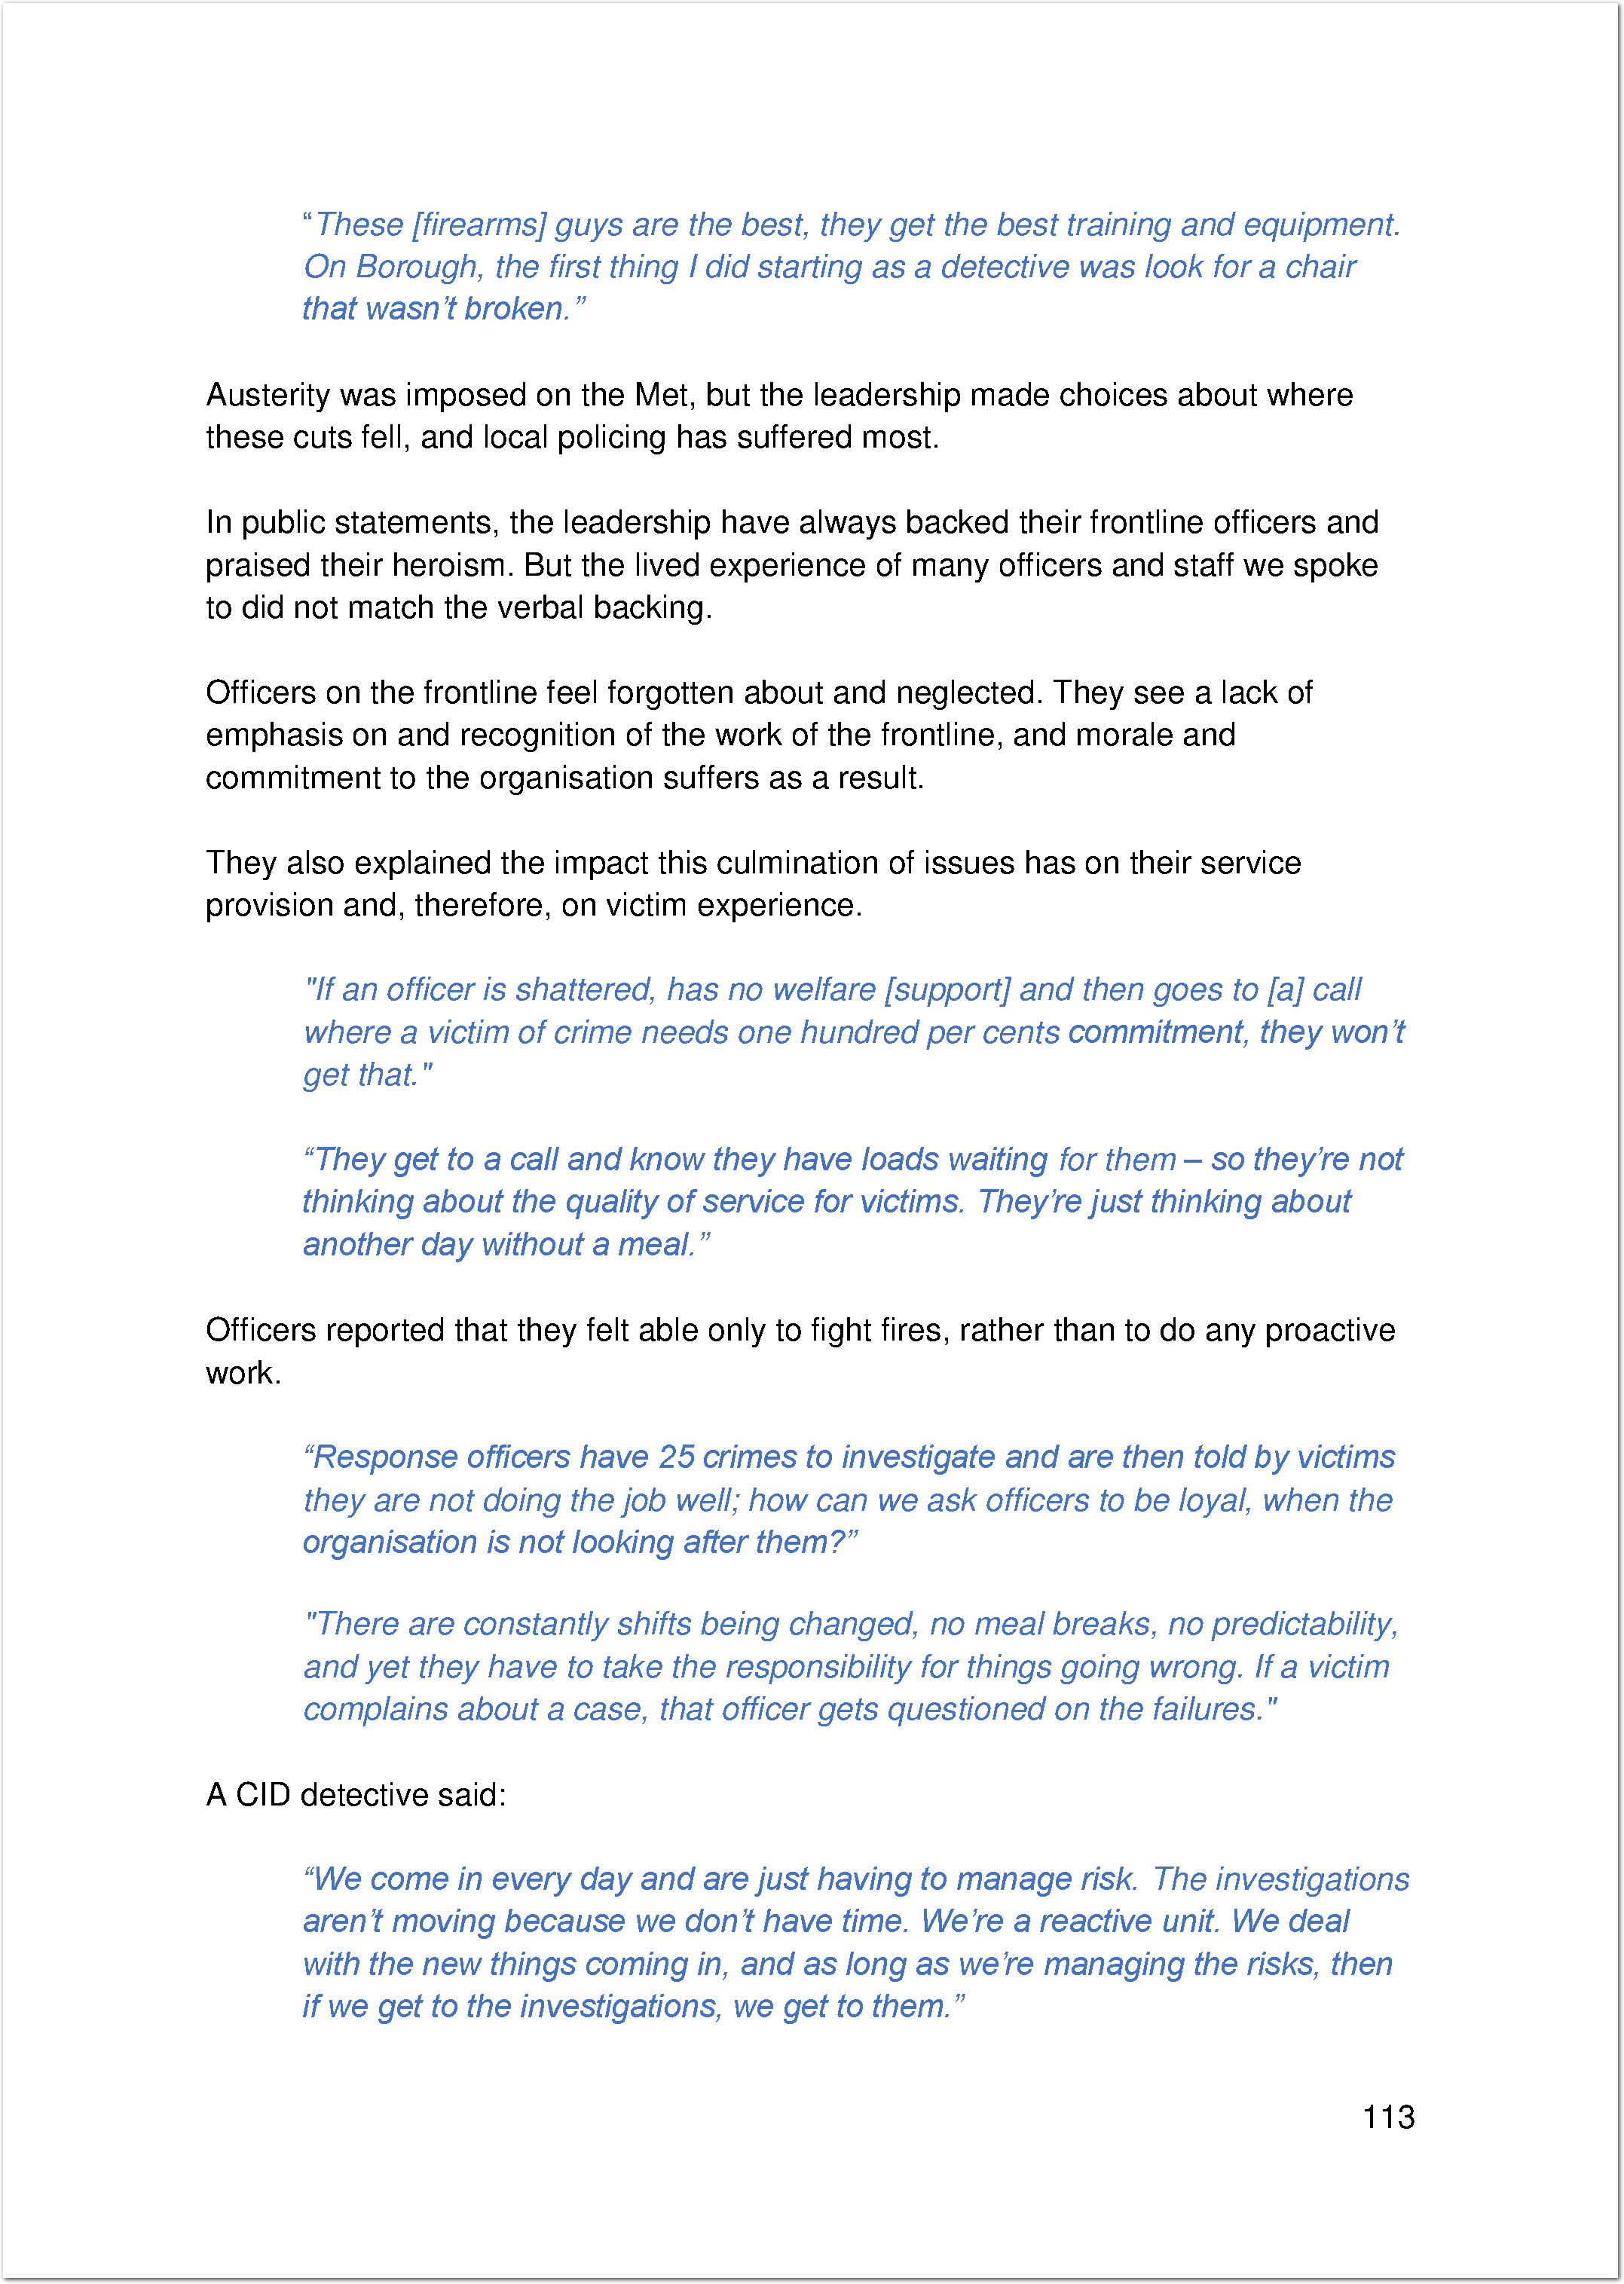 “These [firearms] guys are the best, they get the best training and equipment.
On Borough, the first thing I did starting as a detective was look for a chair
that wasn’t broken.”
Austerity was imposed on the Met, but the leadership made choices about where
these cuts fell, and local policing has suffered most.
In public statements, the leadership have always backed their frontline officers and
praised their heroism. But the lived experience of many officers and staff we spoke
to did not match the verbal backing.
Officers on the frontline feel forgotten about and neglected. They see a lack of
emphasis on and recognition of the work of the frontline, and morale and
commitment to the organisation suffers as a result.
They also explained the impact this culmination of issues has on their service
provision and, therefore, on victim experience.
"If an officer is shattered, has no welfare [support] and then goes to [a] call
where a victim of crime needs one hundred per cents commitment, they won’t
get that."
“They get to a call and know they have loads waiting for them – so they’re not
thinking about the quality of service for victims. They’re just thinking about
another day without a meal.”
Officers reported that they felt able only to fight fires, rather than to do any proactive
work.
“Response officers have 25 crimes to investigate and are then told by victims
they are not doing the job well; how can we ask officers to be loyal, when the
organisation is not looking after them?”
"There are constantly shifts being changed, no meal breaks, no predictability,
and yet they have to take the responsibility for things going wrong. If a victim
complains about a case, that officer gets questioned on the failures."
A CID detective said:
“We come in every day and are just having to manage risk. The investigations
aren’t moving because we don’t have time. We’re a reactive unit. We deal
with the new things coming in, and as long as we’re managing the risks, then
if we get to the investigations, we get to them.”
113